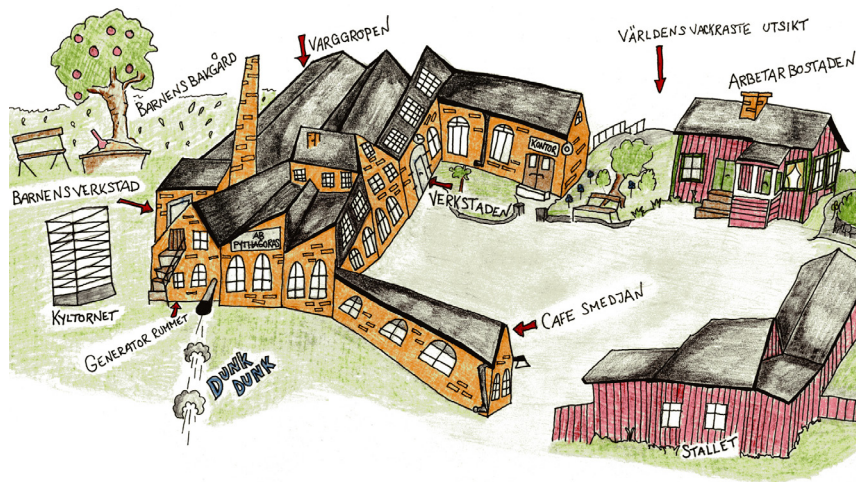 VARGGROPEN
VÄRLDENS VACKRASTE UTSIKT
ARBETARBOSTADEN
BARNENS BAKGÅRD
KONTOR
BARNENS VERKSTAD
VERKSTADEN
AB
PYTHAGORAS
KYLTORNET
GENERATOR RUMMET
CAFE SMEDJAN
DUNK
DUNK
STALLET